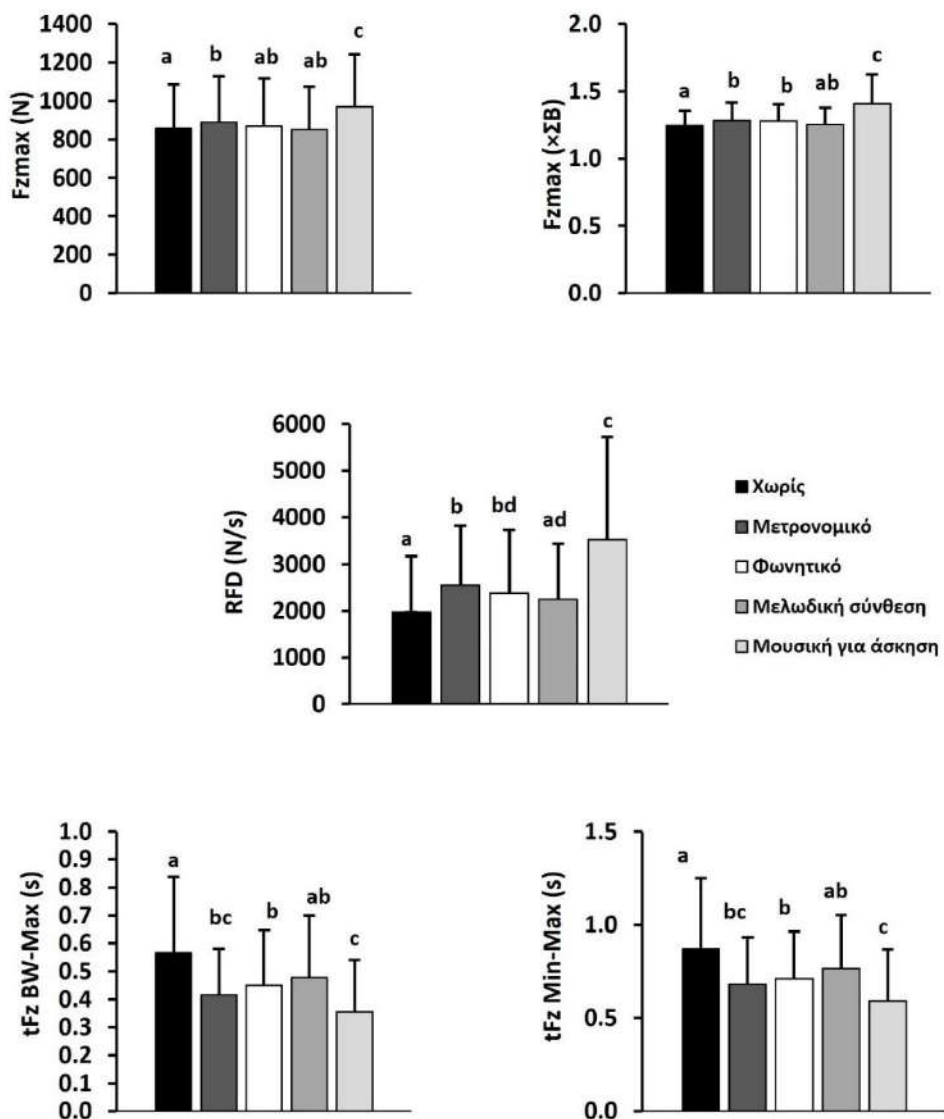 Fzmax (N)
1400
1200
1000
800
600
400
200
0
a
b
ab
ab
c
Fzmax (×ΣΒ)
2.0
1.5
1.0
0.5
0.0
a
b
b
ab
c
RFD (N/s)
6000
5000
4000
3000
2000
1000
0
a
b
bd
ad
c
Χωρίς
Μετρονομικό
Φωνητικό
Μελωδική σύνθεση
Μουσική για άσκηση
tFz BW-Max (s)
1.0
0.9
0.8
0.7
0.6
0.5
0.4
0.3
0.2
0.1
0.0
a
bc
b
ab
c
tFz Min-Max (s)
1.5
1.0
0.5
0.0
a
bc
b
ab
c